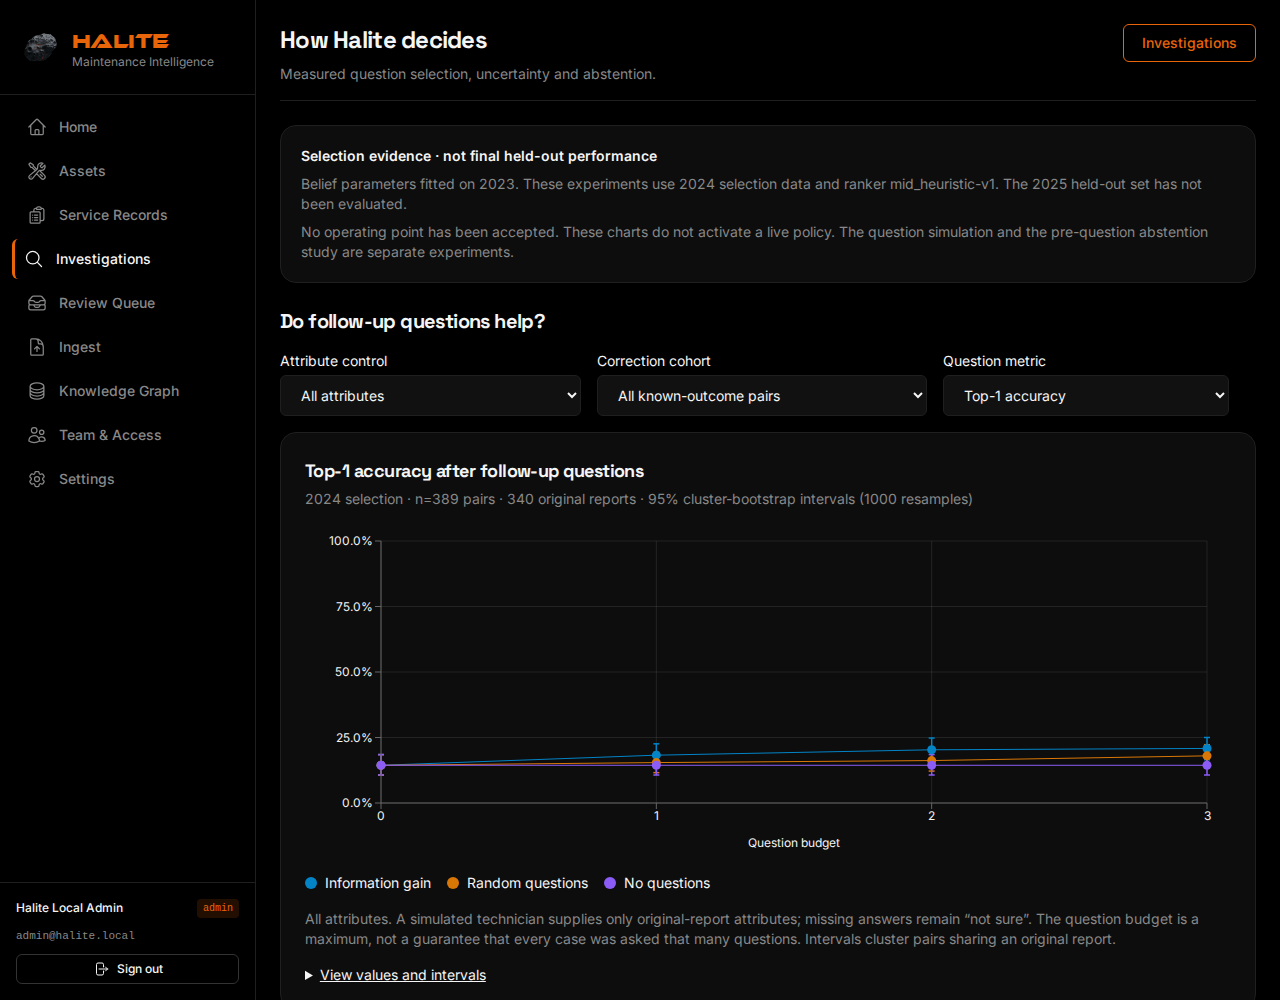 HALITE
Maintenance Intelligence
Home
Assets
Service Records
Investigations
Review Queue
Ingest
Knowledge Graph
Team & Access
Settings
Halite Local Admin
admin
admin@halite.local
Sign out
How Halite decides
Measured question selection, uncertainty and abstention.
Investigations
Selection evidence · not final held-out performance
Belief parameters fitted on 2023. These experiments use 2024 selection data and ranker mid_heuristic-v1. The 2025 held-out set has not
been evaluated.
No operating point has been accepted. These charts do not activate a live policy. The question simulation and the pre-question abstention
study are separate experiments.
Do follow-up questions help?
Attribute control
Correction cohort
Question metric
All attributes
All known-outcome pairs
Top-1 accuracy
Top-1 accuracy after follow-up questions
2024 selection · n=389 pairs · 340 original reports · 95% cluster-bootstrap intervals (1000 resamples)
100.0%
75.0%
50.0%
25.0%
0.0%
0
1
2
3
Question budget
Information gain
Random questions
No questions
All attributes. A simulated technician supplies only original-report attributes; missing answers remain “not sure”. The question budget is a
maximum, not a guarantee that every case was asked that many questions. Intervals cluster pairs sharing an original report.
View values and intervals